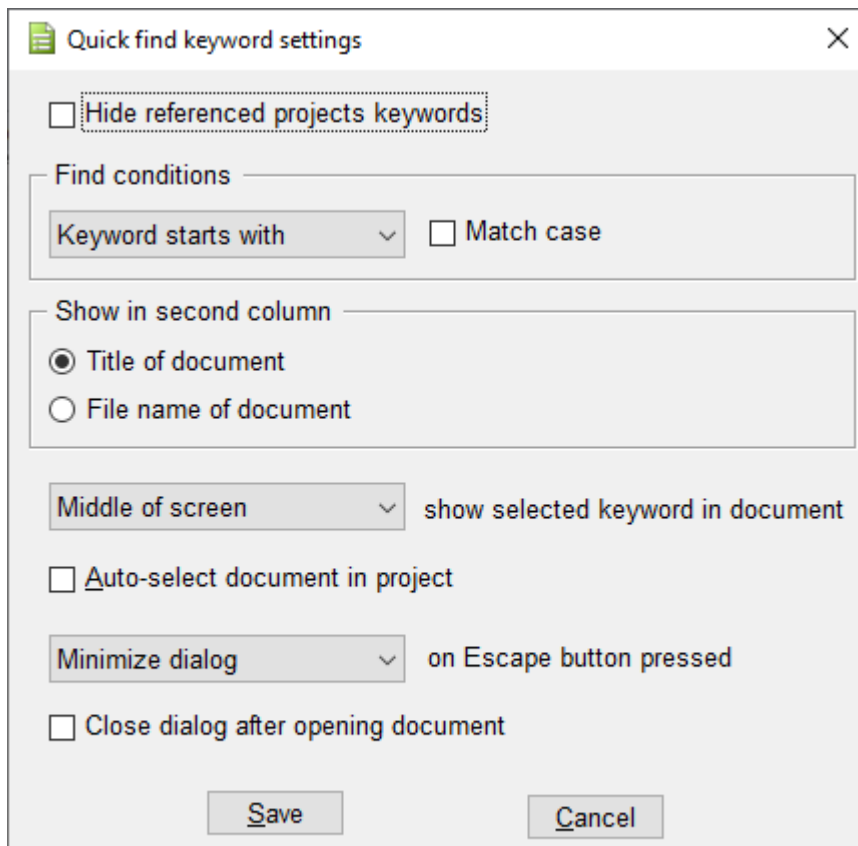 Quick find keyword settings
Hide referenced projects keywords
Find conditions
Keyword starts with Match case
Show in second column
Title of document
File name of document
Middle of screen show selected keyword in document
Auto-select document in project
Minimize dialog on Escape button pressed
Close dialog after opening document
Save Cancel